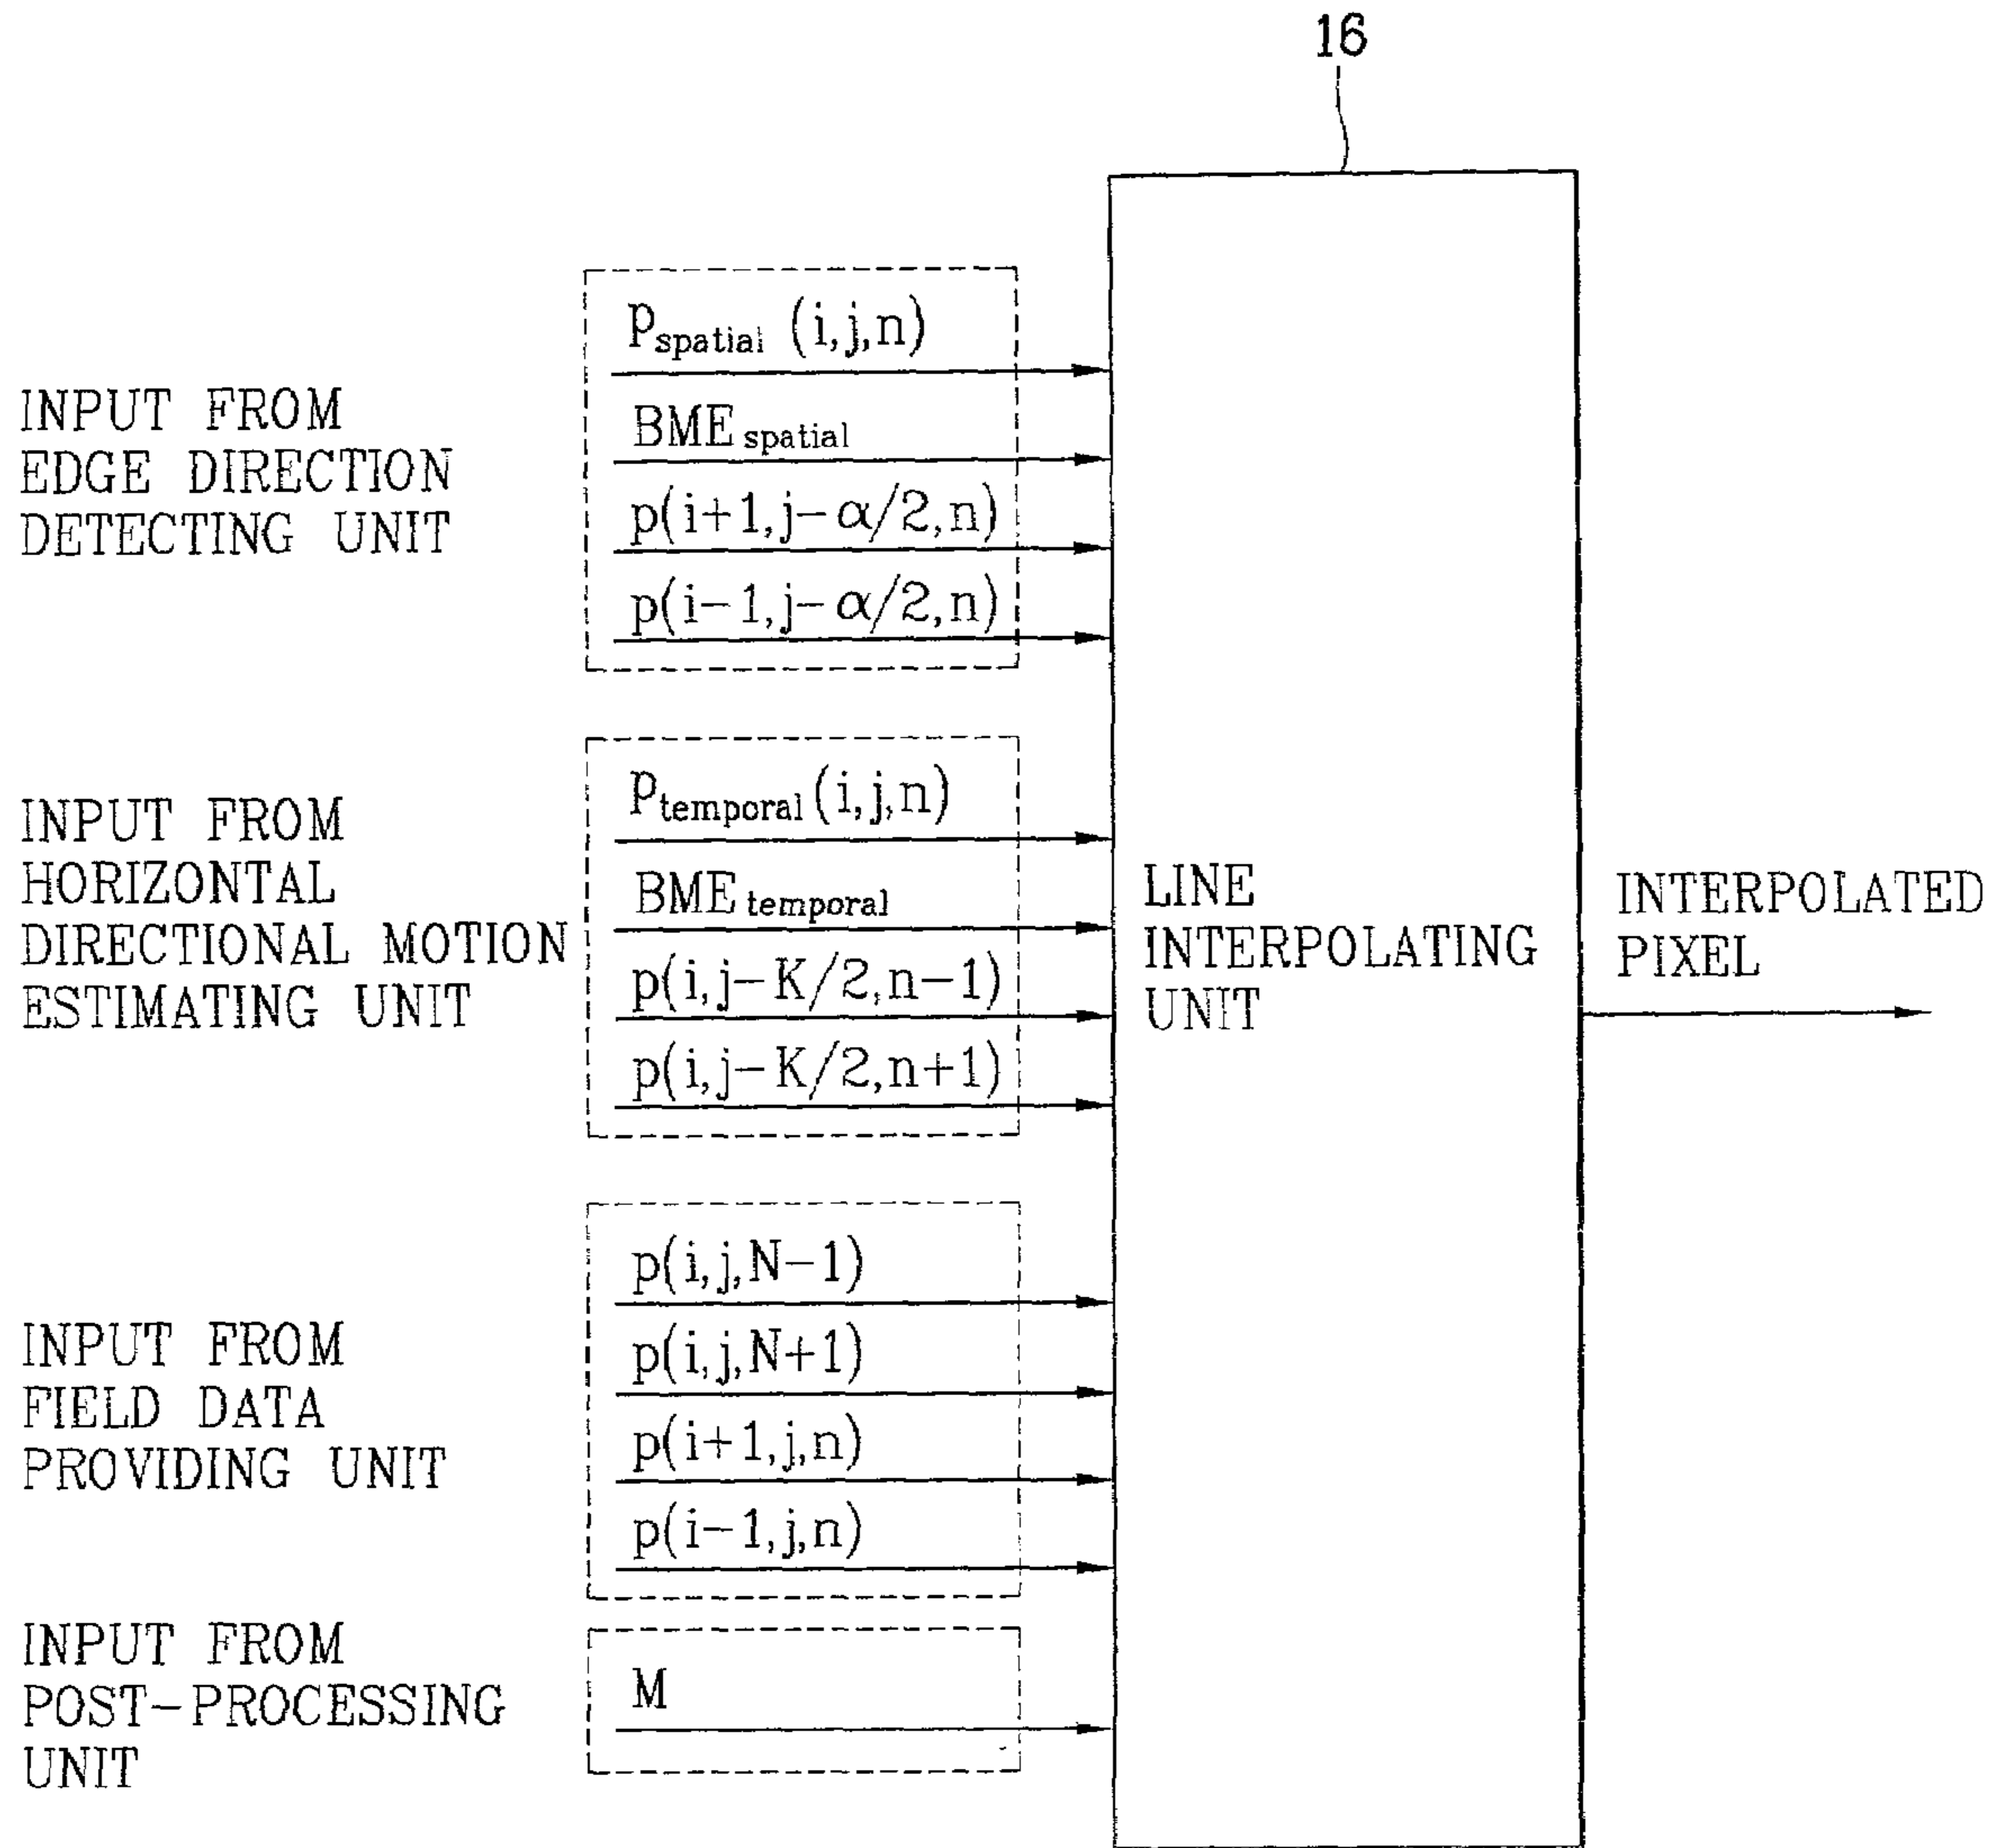 16
INPUT FROM
EDGE DIRECTION
DETECTING UNIT
Pspatial (i,j,n)
BMEspatial
p(i+1,j-α/2,n)
p(i-1,j-α/2,n)
INPUT FROM
HORIZONTAL
DIRECTIONAL MOTION
ESTIMATING UNIT
Ptemporal(i,j,n)
BMEtemporal
p(i,j-K/2,n-1)
p(i,j-K/2,n+1)
LINE
INTERPOLATING
UNIT
INTERPOLATED
PIXEL
INPUT FROM
FIELD DATA
PROVIDING UNIT
p(i,j,N-1)
p(i,j,N+1)
p(i+1,j,n)
p(i-1,j,n)
INPUT FROM
POST-PROCESSING
UNIT
M